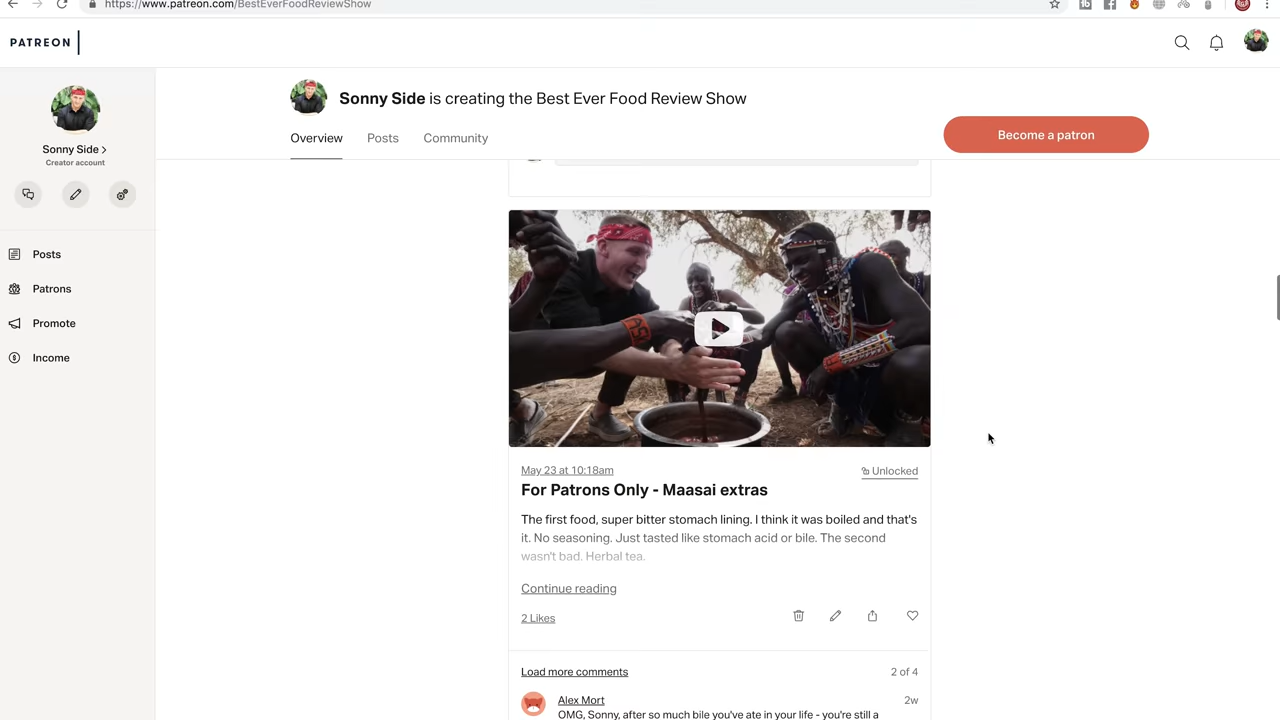 https://www.patreon.com/BestEverFoodReviewShow
PATREON
Sonny Side
Creator account
Posts
Patrons
Promote
Income
Sonny Side is creating the Best Ever Food Review Show
Overview Posts Community
Become a patron
May 23 at 10:18am
Unlocked
For Patrons Only - Maasai extras
The first food, super bitter stomach lining. I think it was boiled and that's
it. No seasoning. Just tasted like stomach acid or bile. The second
wasn't bad. Herbal tea.
Continue reading
2 Likes
Load more comments
2 of 4
Alex Mort
2w
OMG, Sonny, after so much bile you've ate in your life - you're still a